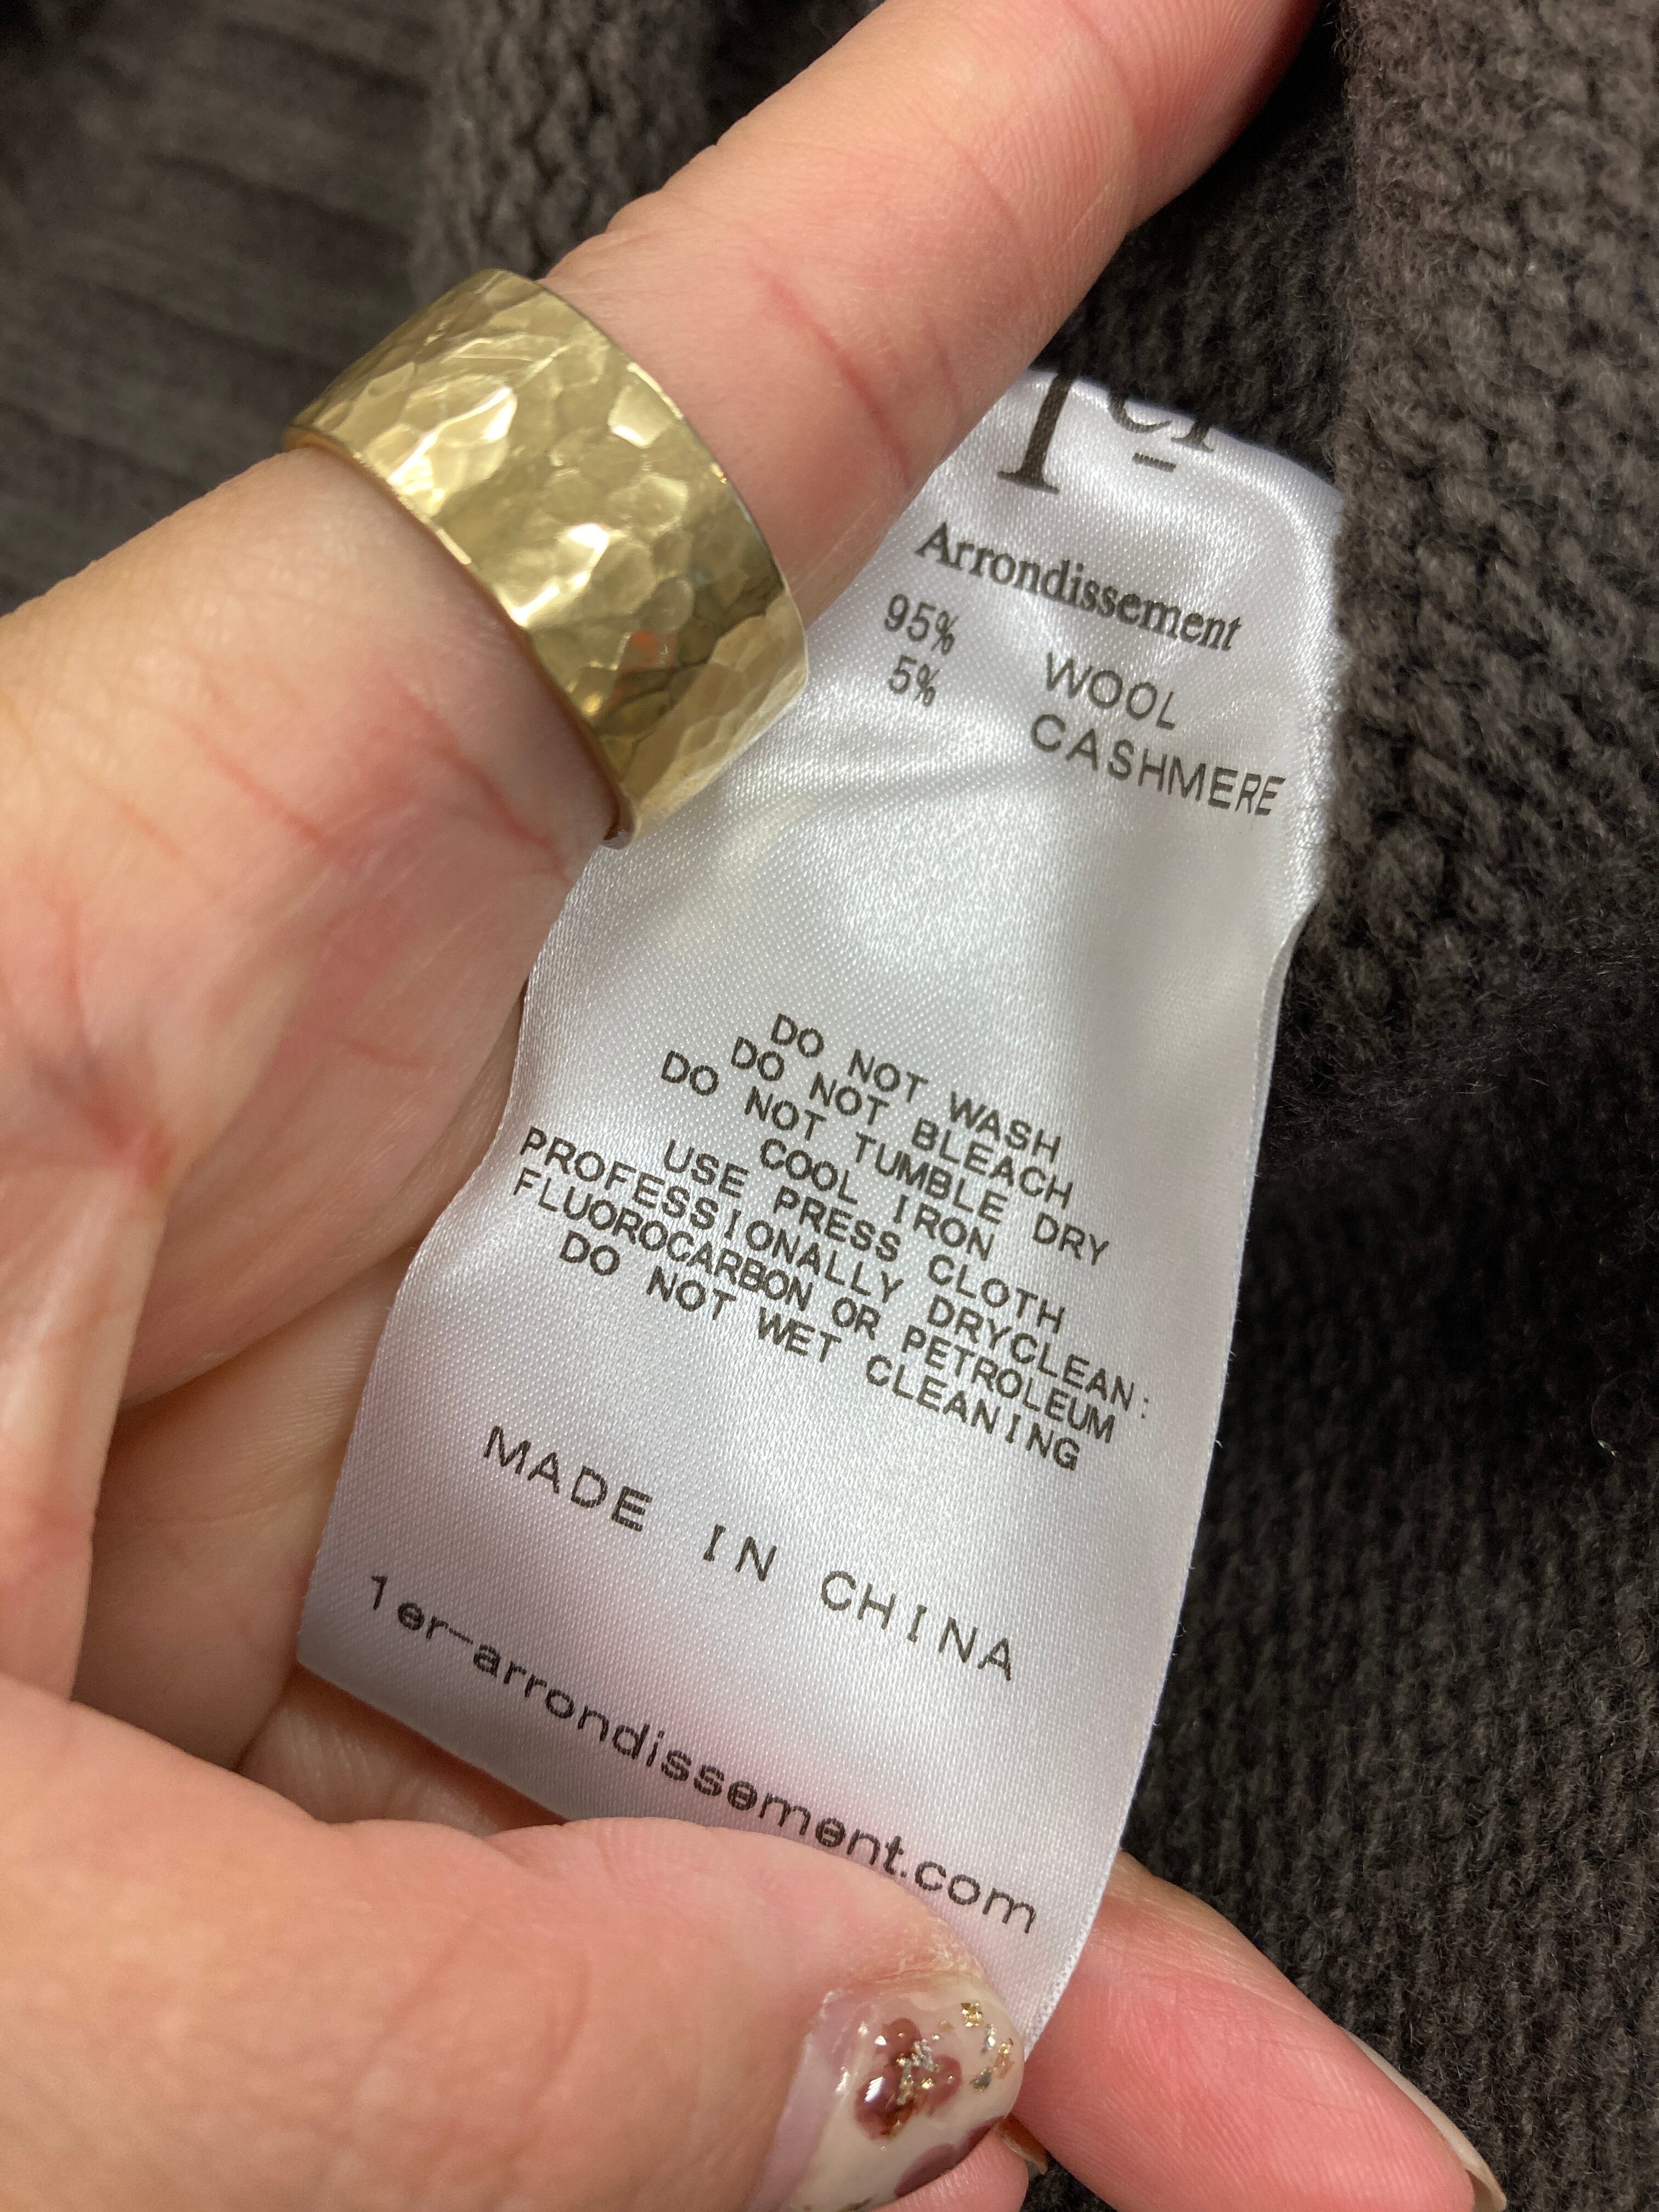 1er
Arrondissement
95% WOOL
5% CASHMERE
DO NOT WASH
DO NOT BLEACH
DO NOT TUMBLE DRY
COOL IRON
USE PRESS CLOTH
PROFESSIONALLY DRYCLEAN:
FLUOROCARBON OR PETROLEUM
DO NOT WET CLEANING
MADE IN CHINA
1er-arrondissement.com